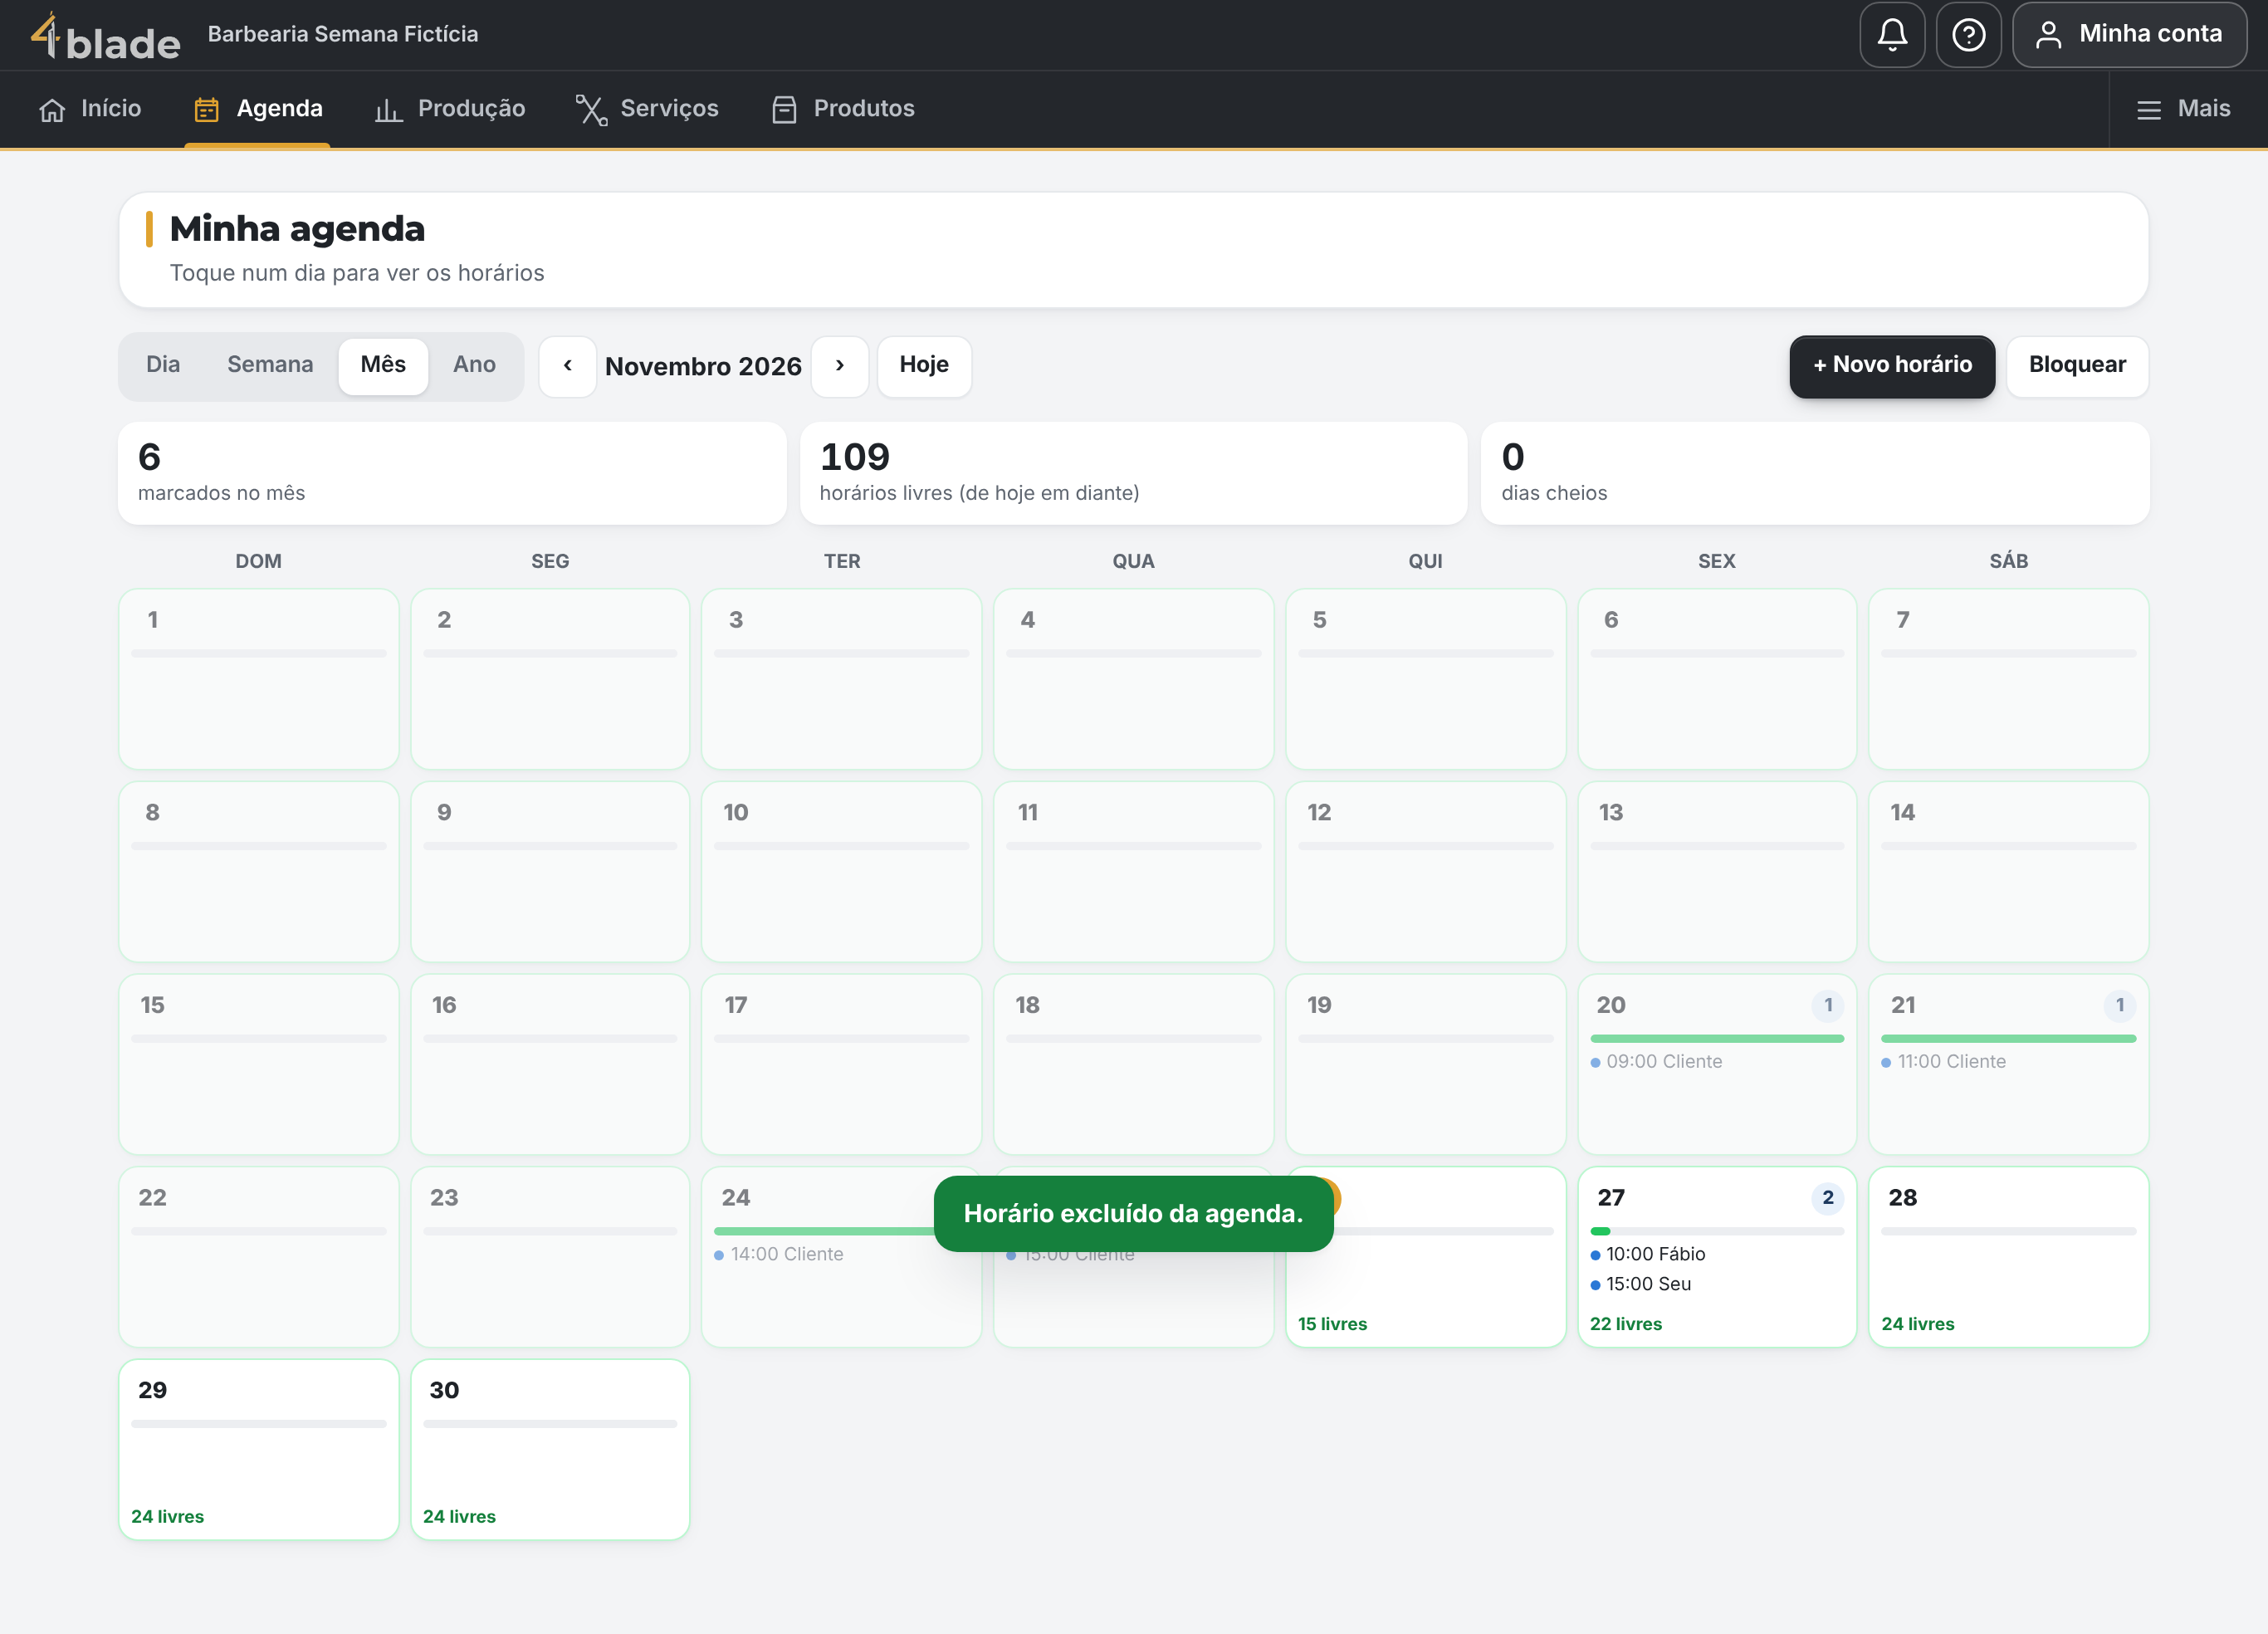 4blade Barbearia Semana Fictícia Minha conta
Início Agenda Produção Serviços Produtos Mais
Minha agenda
Toque num dia para ver os horários
Dia Semana Mês Ano ‹ Novembro 2026 › Hoje + Novo horário Bloquear
6 109 0
marcados no mês horários livres (de hoje em diante) dias cheios
DOM SEG TER QUA QUI SEX SÁB
1 2 3 4 5 6 7
8 9 10 11 12 13 14
15 16 17 18 19 20 1 21 1
09:00 Cliente 11:00 Cliente
22 23 24 27 2 28
Horário excluído da agenda.
14:00 Cliente 15:00 Cliente 10:00 Fábio
15:00 Seu
15 livres 22 livres 24 livres
29 30
24 livres 24 livres